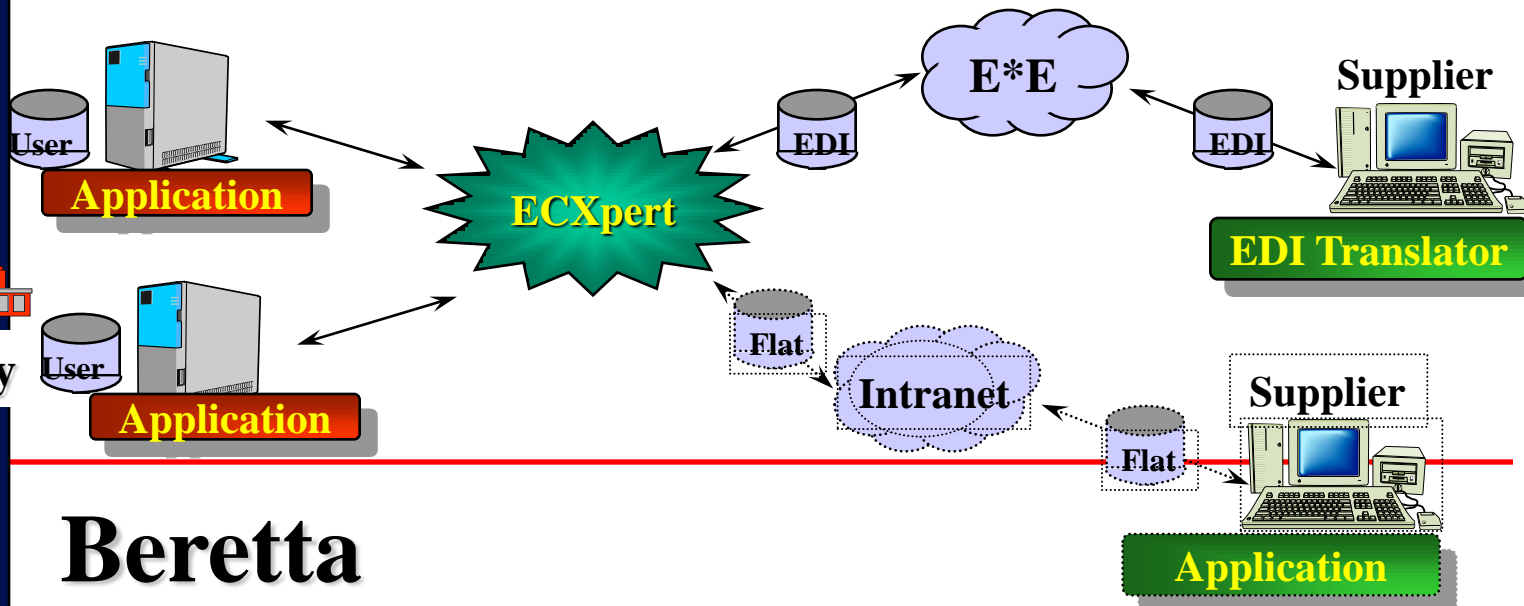 E*E
Supplier
User
EDI
EDI
Application
ECXpert
EDI Translator
Flat
User
Intranet
Supplier
Application
Flat
Beretta
Application